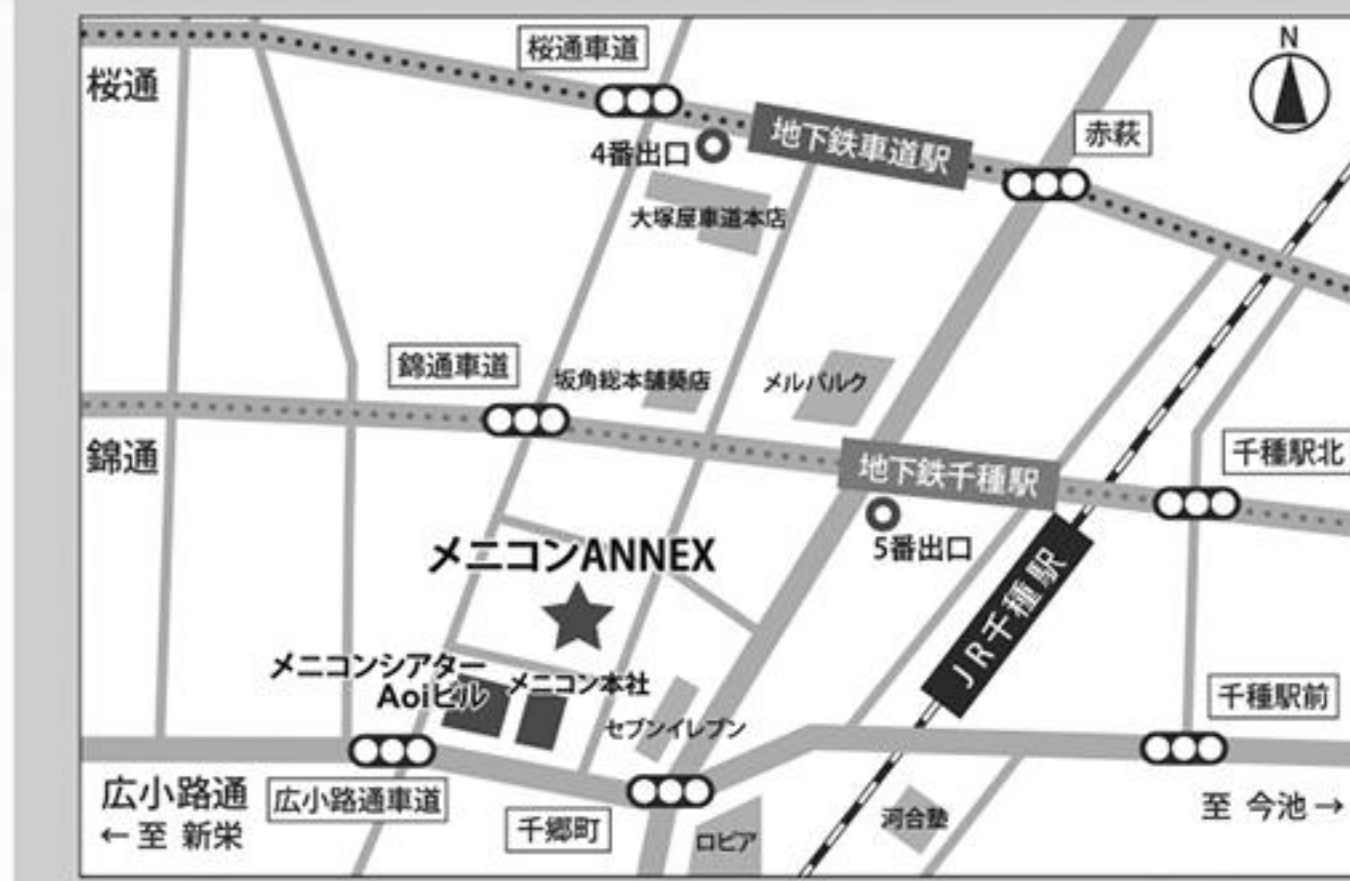 桜通車道
N
桜通
地下鉄車道駅
赤萩
4番出口
大塚屋車道本店
錦通車道
坂角総本舗葵店
メルパルク
錦通
地下鉄千種駅
千種駅北
5番出口
メニコンANNEX
JR千種駅
メニコンシアター
Aoiビル
メニコン本社
セブンイレブン
千種駅前
広小路通
←至 新栄
広小路通車道
千郷町
ロピア
河合塾
至 今池→